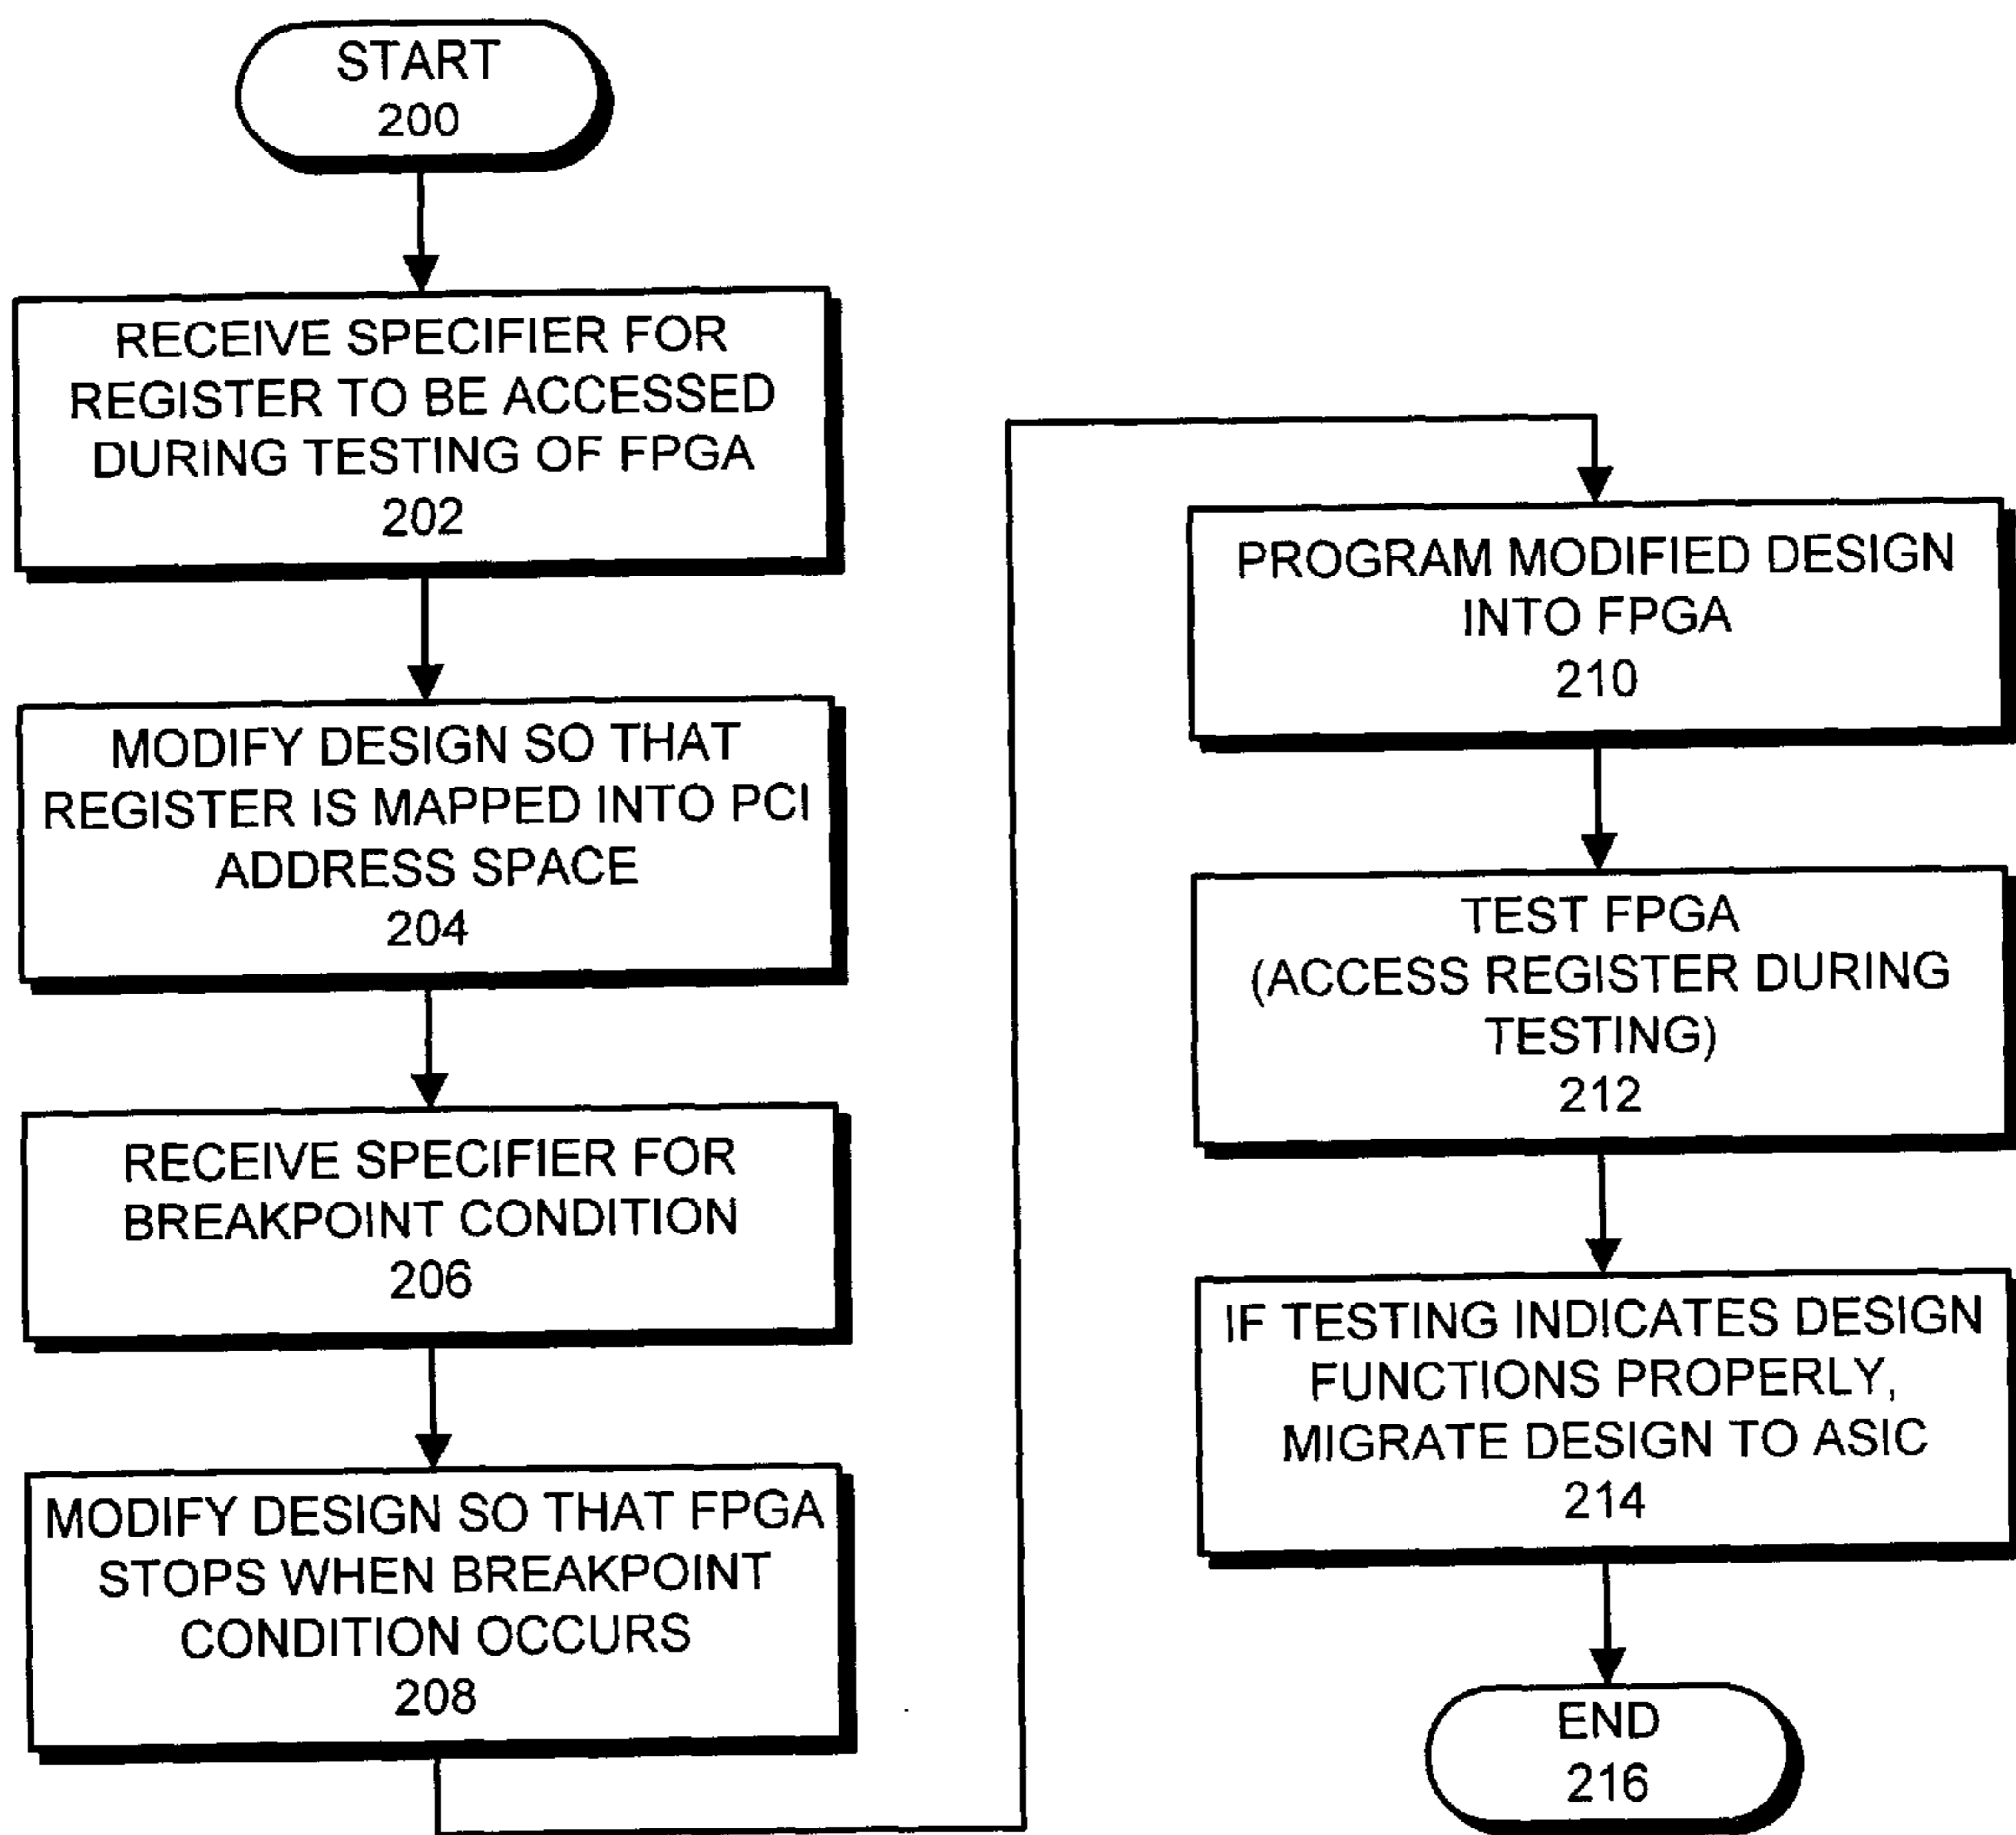 START
200
RECEIVE SPECIFIER FOR
REGISTER TO BE ACCESSED
DURING TESTING OF FPGA
202
MODIFY DESIGN SO THAT
REGISTER IS MAPPED INTO PCI
ADDRESS SPACE
204
RECEIVE SPECIFIER FOR
BREAKPOINT CONDITION
206
MODIFY DESIGN SO THAT FPGA
STOPS WHEN BREAKPOINT
CONDITION OCCURS
208
PROGRAM MODIFIED DESIGN
INTO FPGA
210
TEST FPGA
(ACCESS REGISTER DURING
TESTING)
212
IF TESTING INDICATES DESIGN
FUNCTIONS PROPERLY,
MIGRATE DESIGN TO ASIC
214
END
216